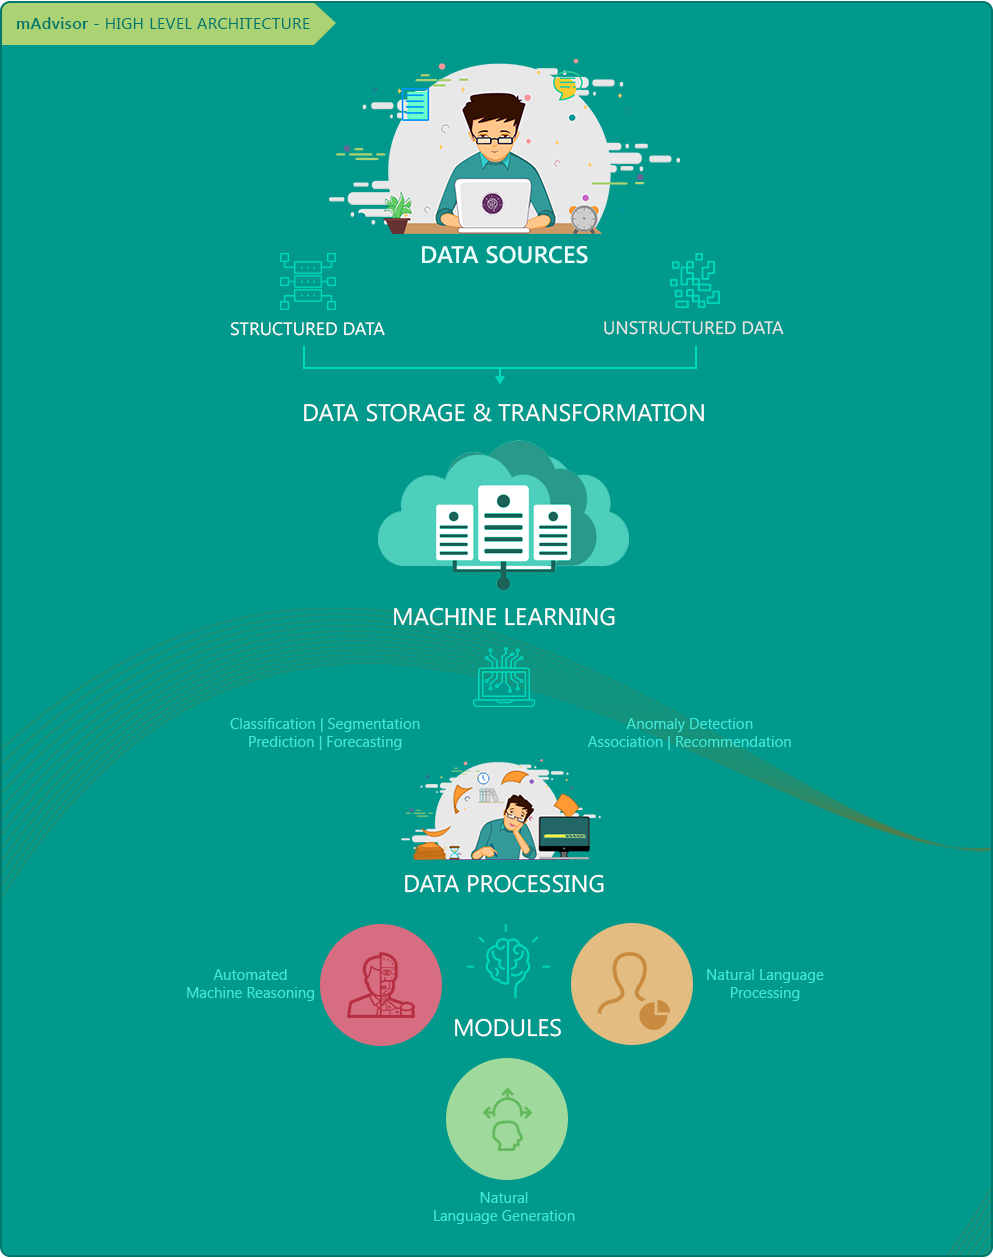 mAdvisor - HIGH LEVEL ARCHITECTURE
DATA SOURCES
STRUCTURED DATA
UNSTRUCTURED DATA
DATA STORAGE & TRANSFORMATION
MACHINE LEARNING
Classification | Segmentation
Prediction | Forecasting
Anomaly Detection
Association | Recommendation
DATA PROCESSING
Automated
Machine Reasoning
Natural Language
Processing
MODULES
Natural
Language Generation